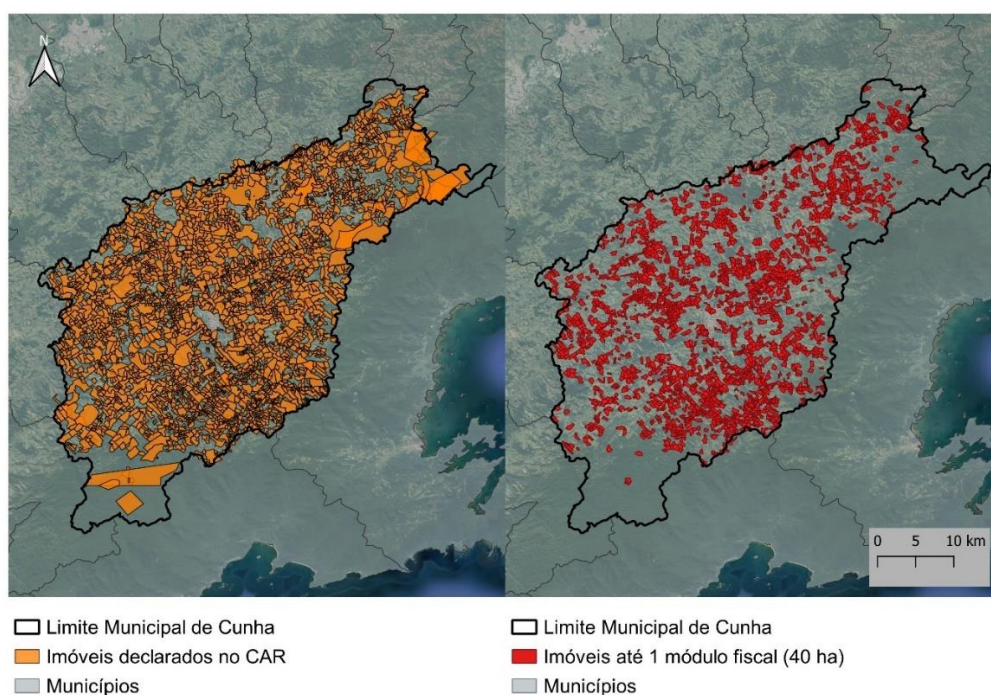 N
0 5 10 km
Limite Municipal de Cunha
Imóveis declarados no CAR
Municípios
Limite Municipal de Cunha
Imóveis até 1 módulo fiscal (40 ha)
Municípios